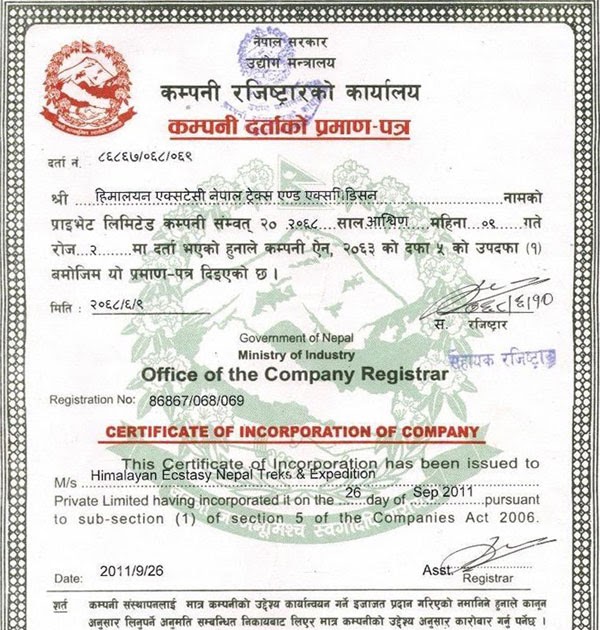 नेपाल सरकार
उद्योग मन्त्रालय
कम्पनी रजिष्ट्रारको कार्यालय
कम्पनी दर्ताको प्रमाण-पत्र
दर्ता नं. ८६८६७/०६८/०६९
श्री हिमालयन एक्सटेसी नेपाल ट्रेक्स एण्ड एक्सपिडिसन नामको
प्राइभेट लिमिटेड कम्पनी सम्वत् २० २०६८ साल आश्विण महिना ०९ गते
रोज २ मा दर्ता भएको हुनाले कम्पनी ऐन, २०६३ को दफा ५ को उपदफा (१)
बमोजिम यो प्रमाण-पत्र दिइएको छ।
मिति : २०६८/६/९
स. रजिष्ट्रार
सहायक रजिष्ट्रार
Government of Nepal
Ministry of Industry
Office of the Company Registrar
Registration No: 86867/068/069
CERTIFICATE OF INCORPORATION OF COMPANY
This Certificate of Incorporation has been issued to
M/s Himalayan Ecstasy Nepal Treks & Expedition
Private Limited having incorporated it on the 26 day of Sep 2011 pursuant
to sub-section (1) of section 5 of the Companies Act 2006.
Date: 2011/9/26
Asst. Registrar
शर्त कम्पनी संस्थापनलाई मात्र कम्पनीको उद्देश्य कार्यान्वयन गर्ने इजाजत प्रदान गरिएको नमानिने हुनाले कानून
अनुसार लिनुपर्ने अनुमति सम्बन्धित निकायबाट लिएर मात्र कम्पनीको उद्देश्य अनुसार कारोबार गर्नु पर्नेछ।